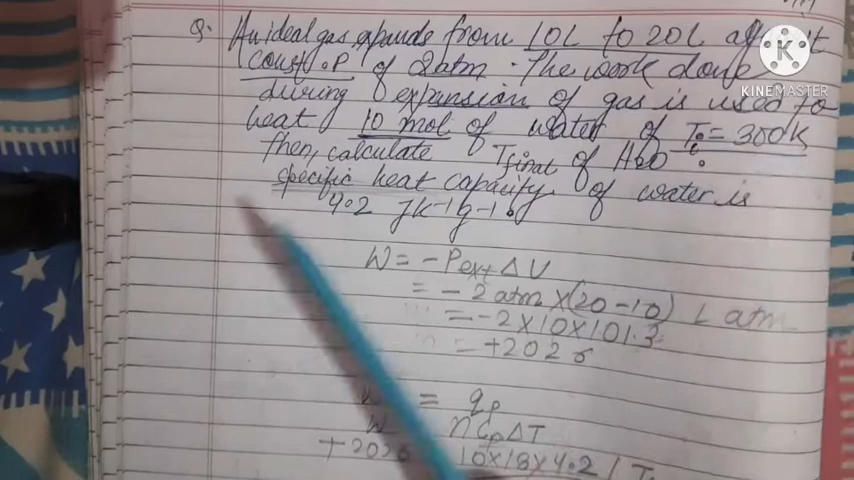 Q. An ideal gas expands from 10L to 20L against
const. P of 2atm. The work done
during expansion of gas is used to
heat 10 mol of water of Ti = 300K
Then, calculate Tfinal of H2O :
specific heat capacity of water is
4.2 JK-1g-1.
W = -Pext ΔV
= -2 atm x (20-10) L atm
= -2 x 10 x 101.3
= +2026
= qp
W nCpΔT
+2026 10x18x4.2 (T
K
KINEMASTER